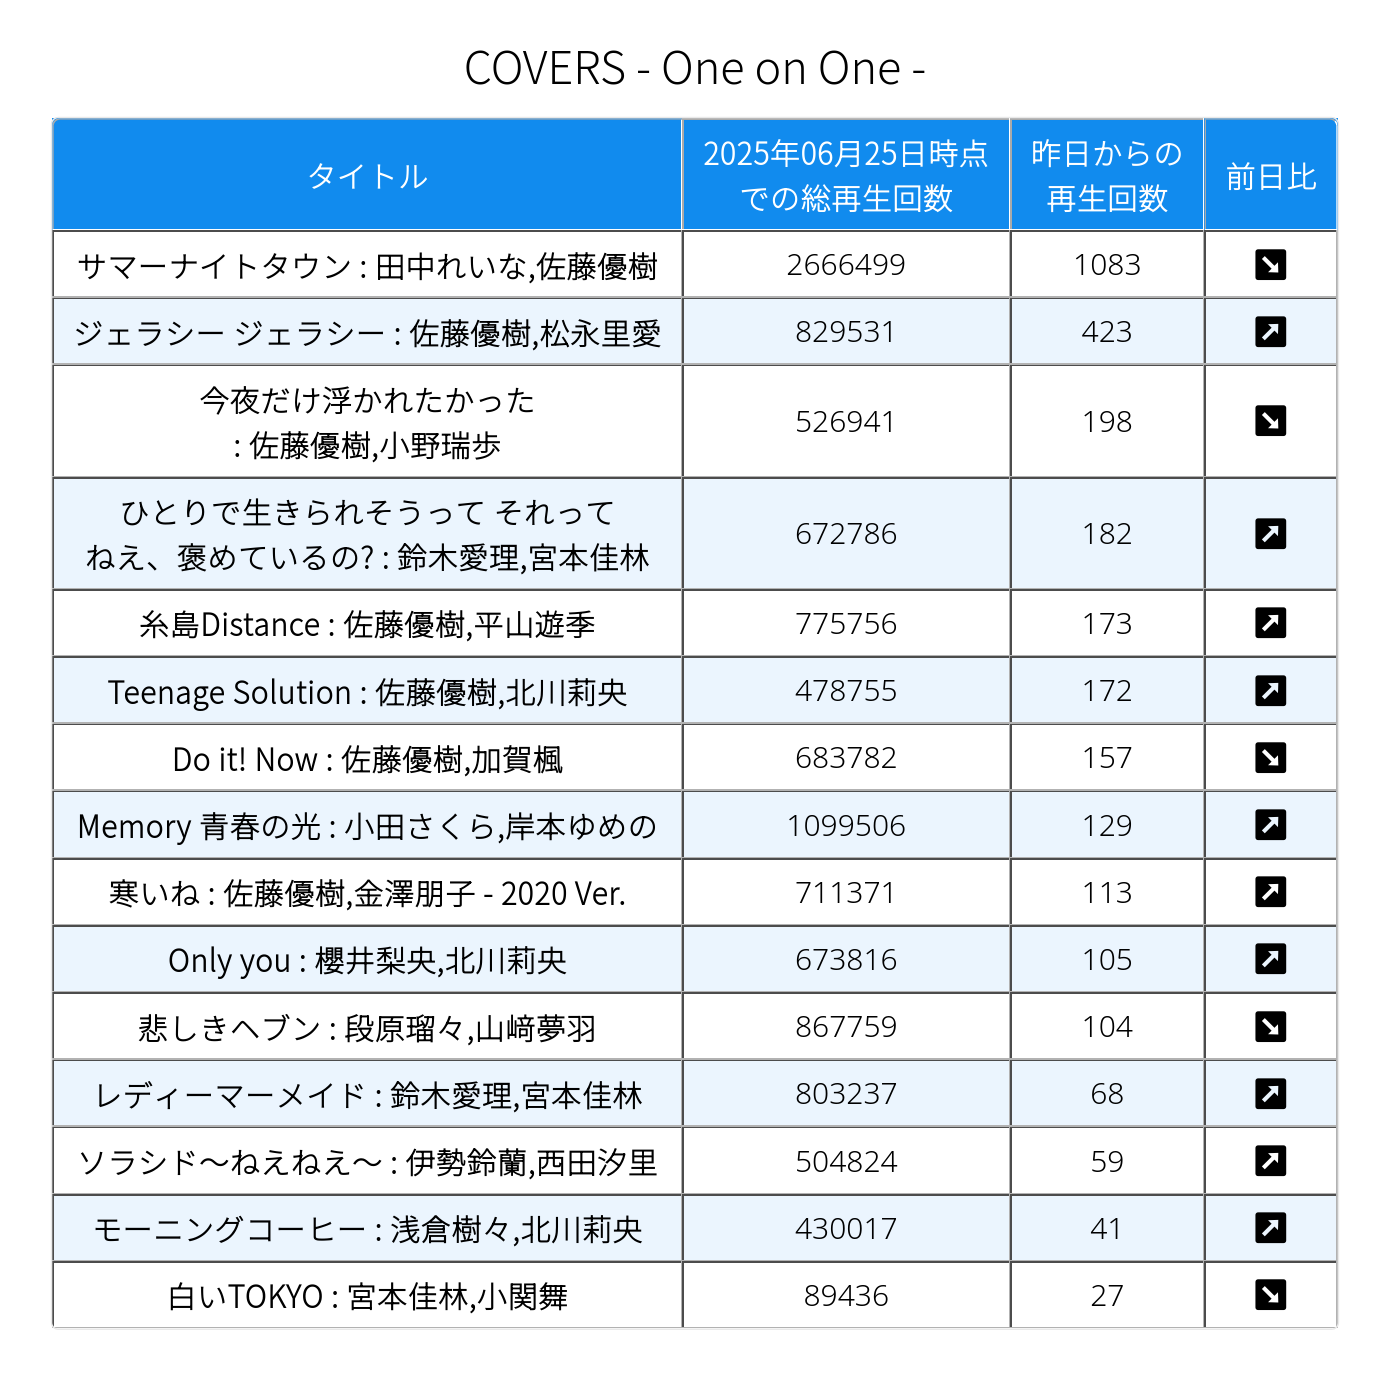 COVERS - One on One -
タイトル
2025年06月25日時点
での総再生回数
昨日からの
再生回数
前日比
サマーナイトタウン : 田中れいな,佐藤優樹
2666499
1083
ジェラシー ジェラシー : 佐藤優樹,松永里愛
829531
423
今夜だけ浮かれたかった
: 佐藤優樹,小野瑞歩
526941
198
ひとりで生きられそうって それって
ねえ、褒めているの? : 鈴木愛理,宮本佳林
672786
182
糸島Distance : 佐藤優樹,平山遊季
775756
173
Teenage Solution : 佐藤優樹,北川莉央
478755
172
Do it! Now : 佐藤優樹,加賀楓
683782
157
Memory 青春の光 : 小田さくら,岸本ゆめの
1099506
129
寒いね : 佐藤優樹,金澤朋子 - 2020 Ver.
711371
113
Only you : 櫻井梨央,北川莉央
673816
105
悲しきヘブン : 段原瑠々,山﨑夢羽
867759
104
レディーマーメイド : 鈴木愛理,宮本佳林
803237
68
ソラシド〜ねえねえ〜 : 伊勢鈴蘭,西田汐里
504824
59
モーニングコーヒー : 浅倉樹々,北川莉央
430017
41
白いTOKYO : 宮本佳林,小関舞
89436
27